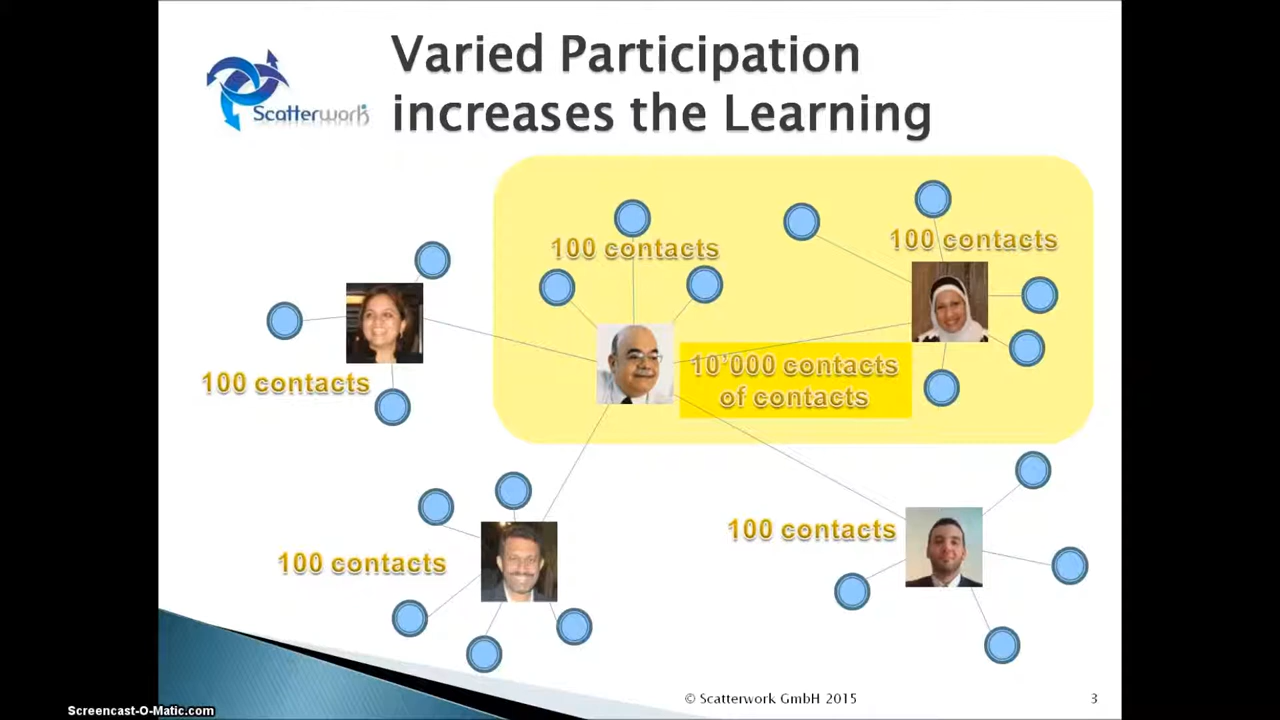 Varied Participation
increases the Learning
Scatterwork
100 contacts
100 contacts
100 contacts
10’000 contacts
of contacts
100 contacts
100 contacts
© Scatterwork GmbH 2015
3
Screencast-O-Matic.com